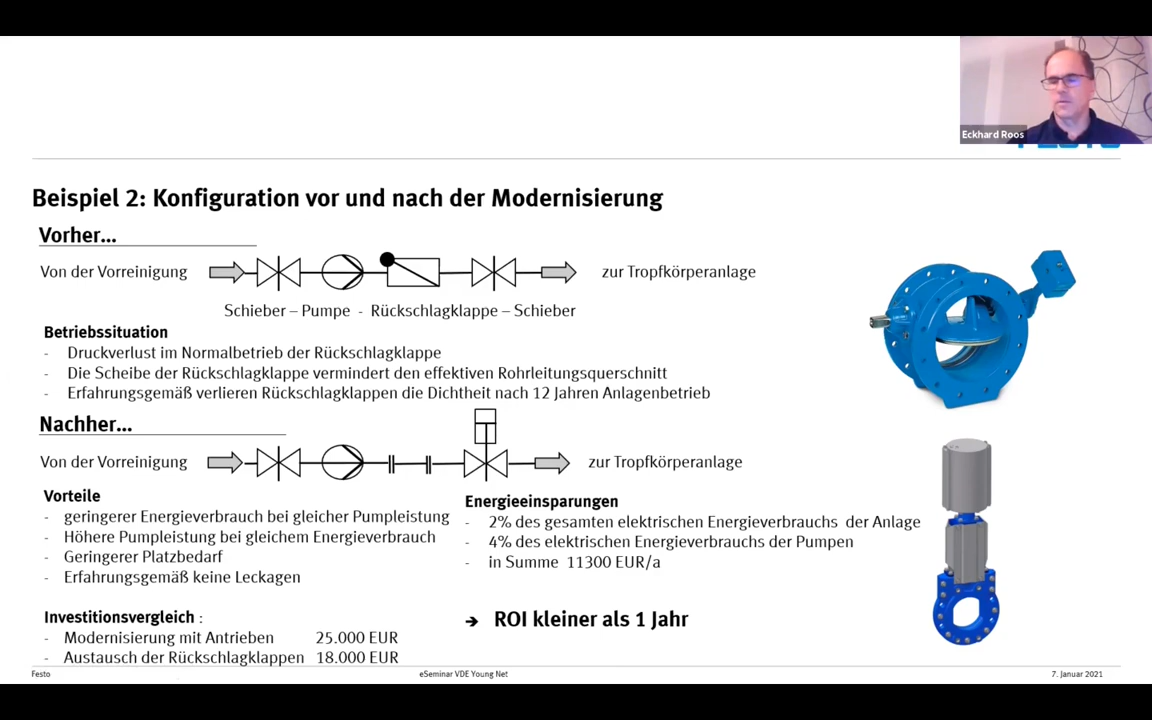 Eckhard Roos
Beispiel 2: Konfiguration vor und nach der Modernisierung
Vorher...
Von der Vorreinigung
zur Tropfkörperanlage
Schieber – Pumpe - Rückschlagklappe – Schieber
Betriebssituation
- Druckverlust im Normalbetrieb der Rückschlagklappe
- Die Scheibe der Rückschlagklappe vermindert den effektiven Rohrleitungsquerschnitt
- Erfahrungsgemäß verlieren Rückschlagklappen die Dichtheit nach 12 Jahren Anlagenbetrieb
Nachher...
Von der Vorreinigung
zur Tropfkörperanlage
Vorteile
- geringerer Energieverbrauch bei gleicher Pumpleistung
- Höhere Pumpleistung bei gleichem Energieverbrauch
- Geringerer Platzbedarf
- Erfahrungsgemäß keine Leckagen
Energieeinsparungen
- 2% des gesamten elektrischen Energieverbrauchs der Anlage
- 4% des elektrischen Energieverbrauchs der Pumpen
- in Summe 11300 EUR/a
Investitionsvergleich :
- Modernisierung mit Antrieben 25.000 EUR
- Austausch der Rückschlagklappen 18.000 EUR
➔ ROI kleiner als 1 Jahr
Festo
eSeminar VDE Young Net
7. Januar 2021